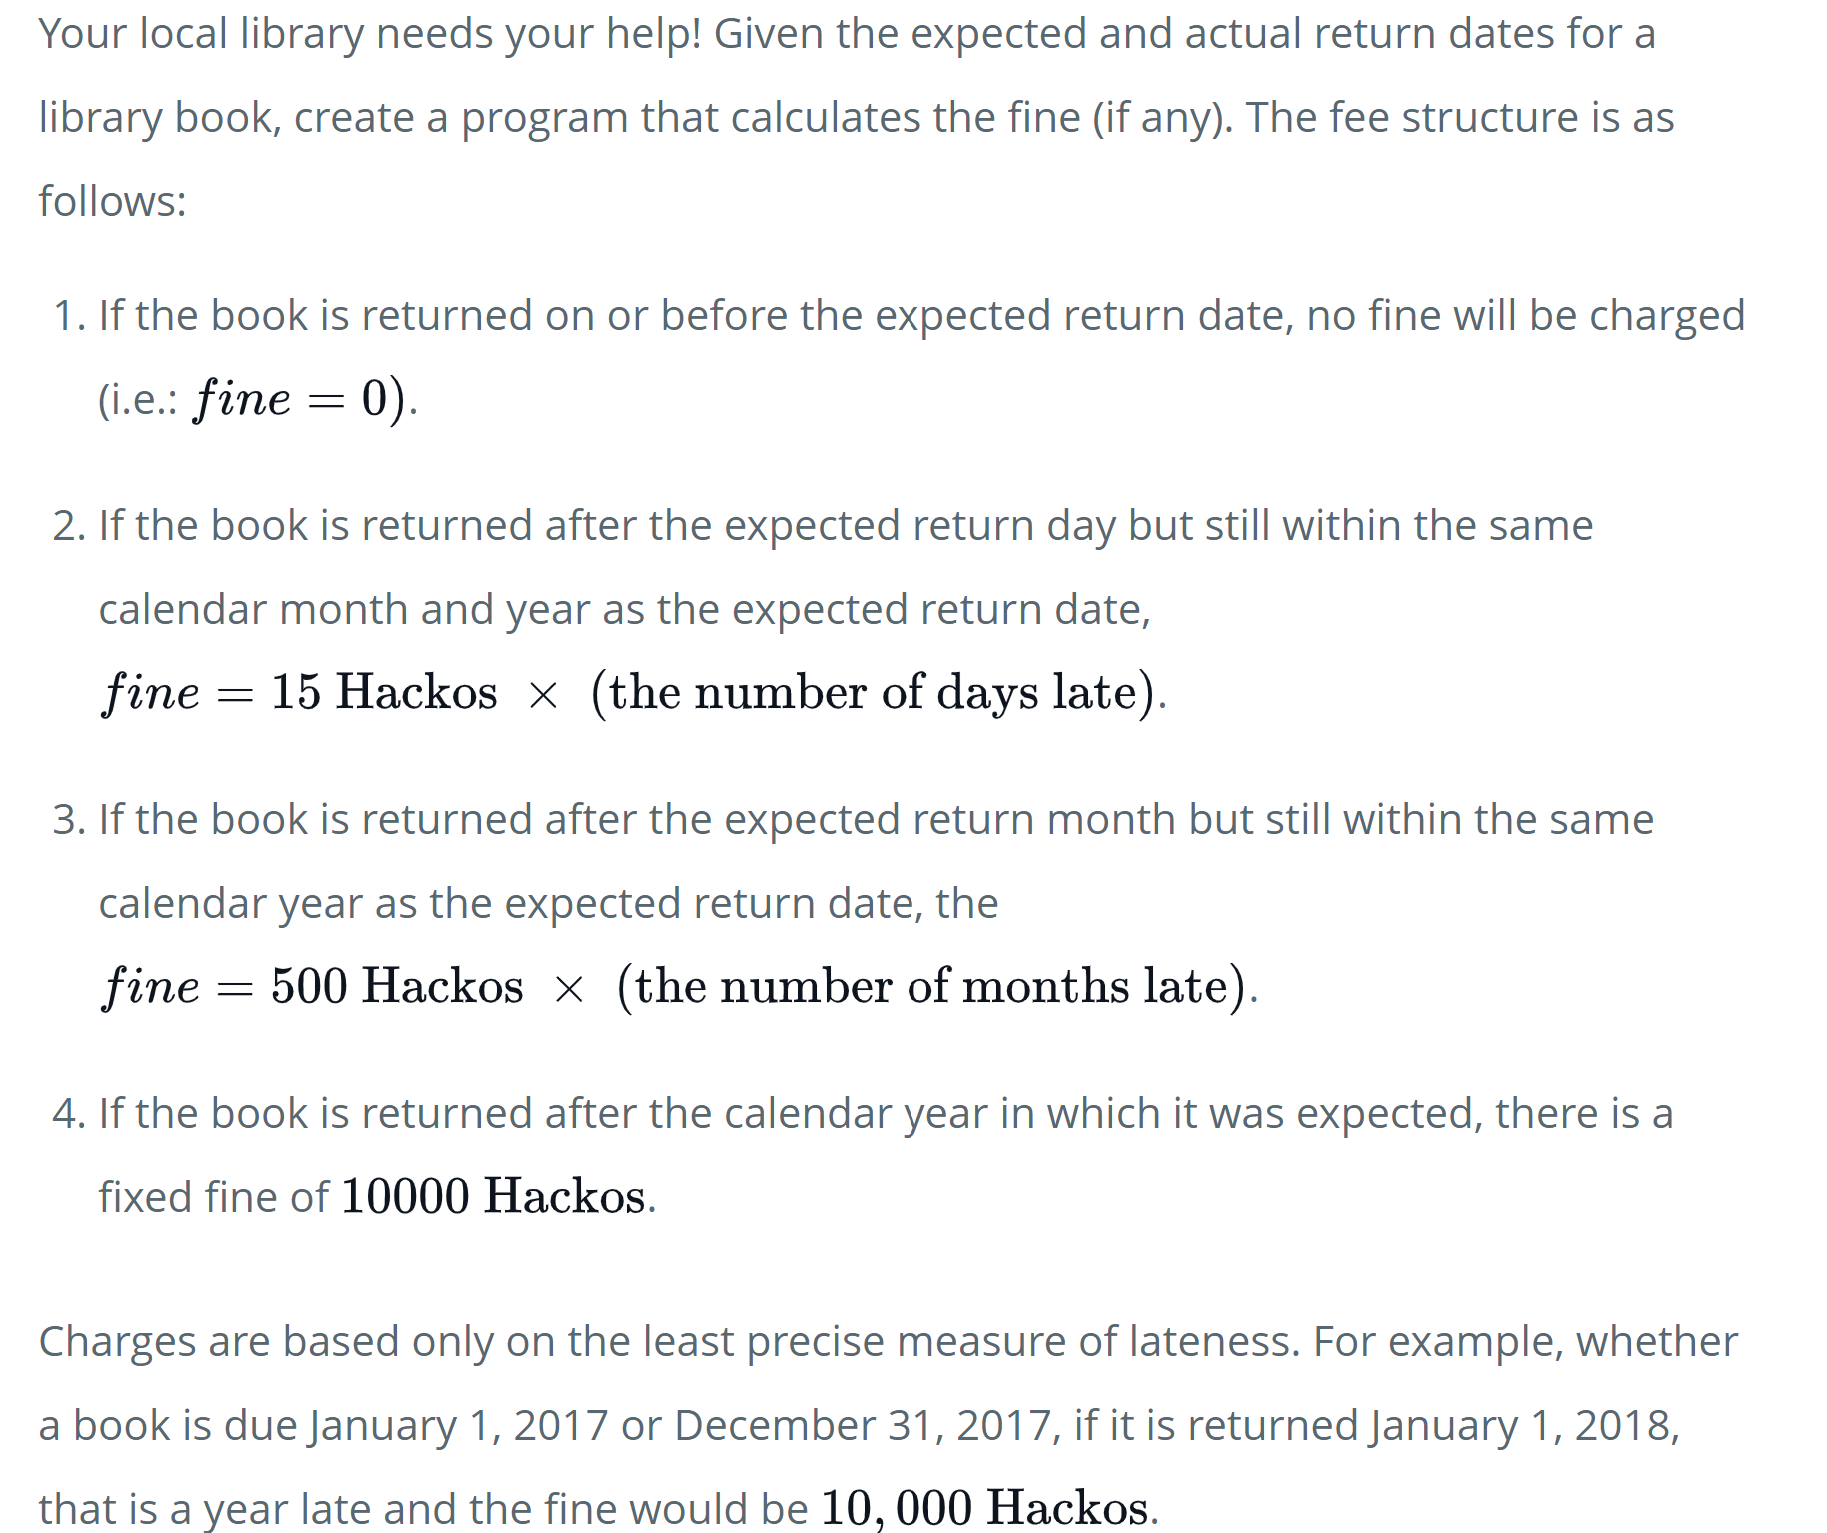 Your local library needs your help! Given the expected and actual return dates for a
library book, create a program that calculates the fine (if any). The fee structure is as
follows:
1. If the book is returned on or before the expected return date, no fine will be charged
(i.e.: fine = 0).
2. If the book is returned after the expected return day but still within the same
calendar month and year as the expected return date,
fine = 15 Hackos × (the number of days late).
3. If the book is returned after the expected return month but still within the same
calendar year as the expected return date, the
fine = 500 Hackos × (the number of months late).
4. If the book is returned after the calendar year in which it was expected, there is a
fixed fine of 10000 Hackos.
Charges are based only on the least precise measure of lateness. For example, whether
a book is due January 1, 2017 or December 31, 2017, if it is returned January 1, 2018,
that is a year late and the fine would be 10, 000 Hackos.